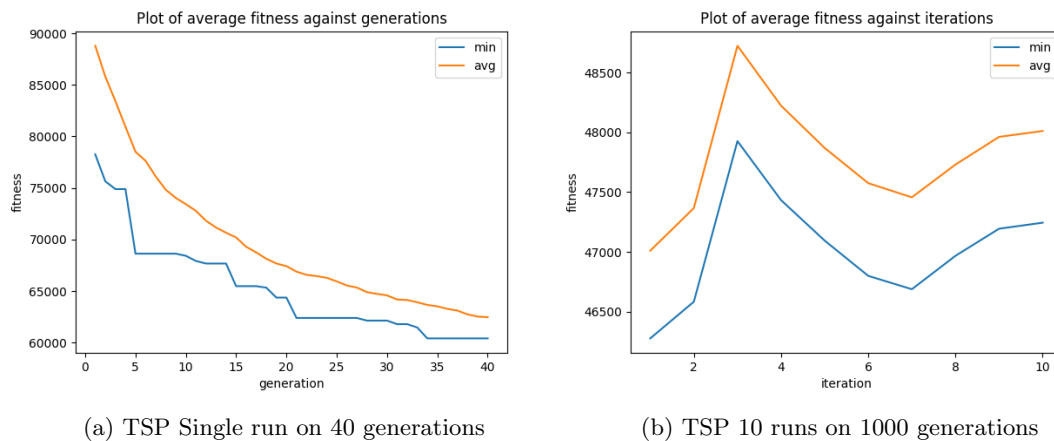 Plot of average fitness against generations
min
avg
90000
85000
80000
75000
70000
65000
60000
fitness
0 5 10 15 20 25 30 35 40
generation
(a) TSP Single run on 40 generations
Plot of average fitness against iterations
min
avg
48500
48000
47500
47000
46500
fitness
2 4 6 8 10
iteration
(b) TSP 10 runs on 1000 generations